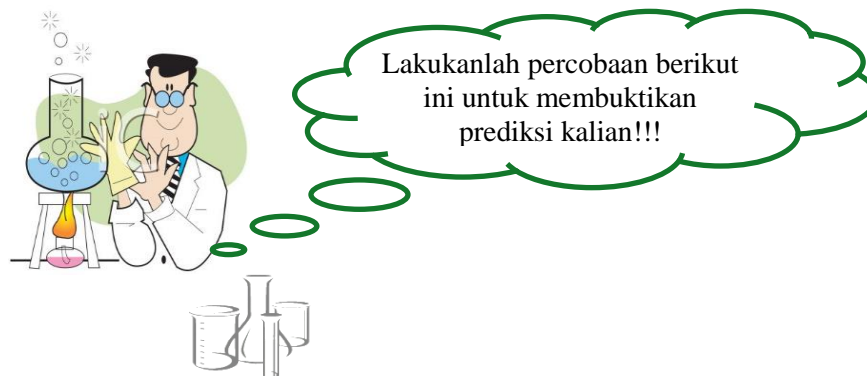 Lakukanlah percobaan berikut
ini untuk membuktikan
prediksi kalian!!!